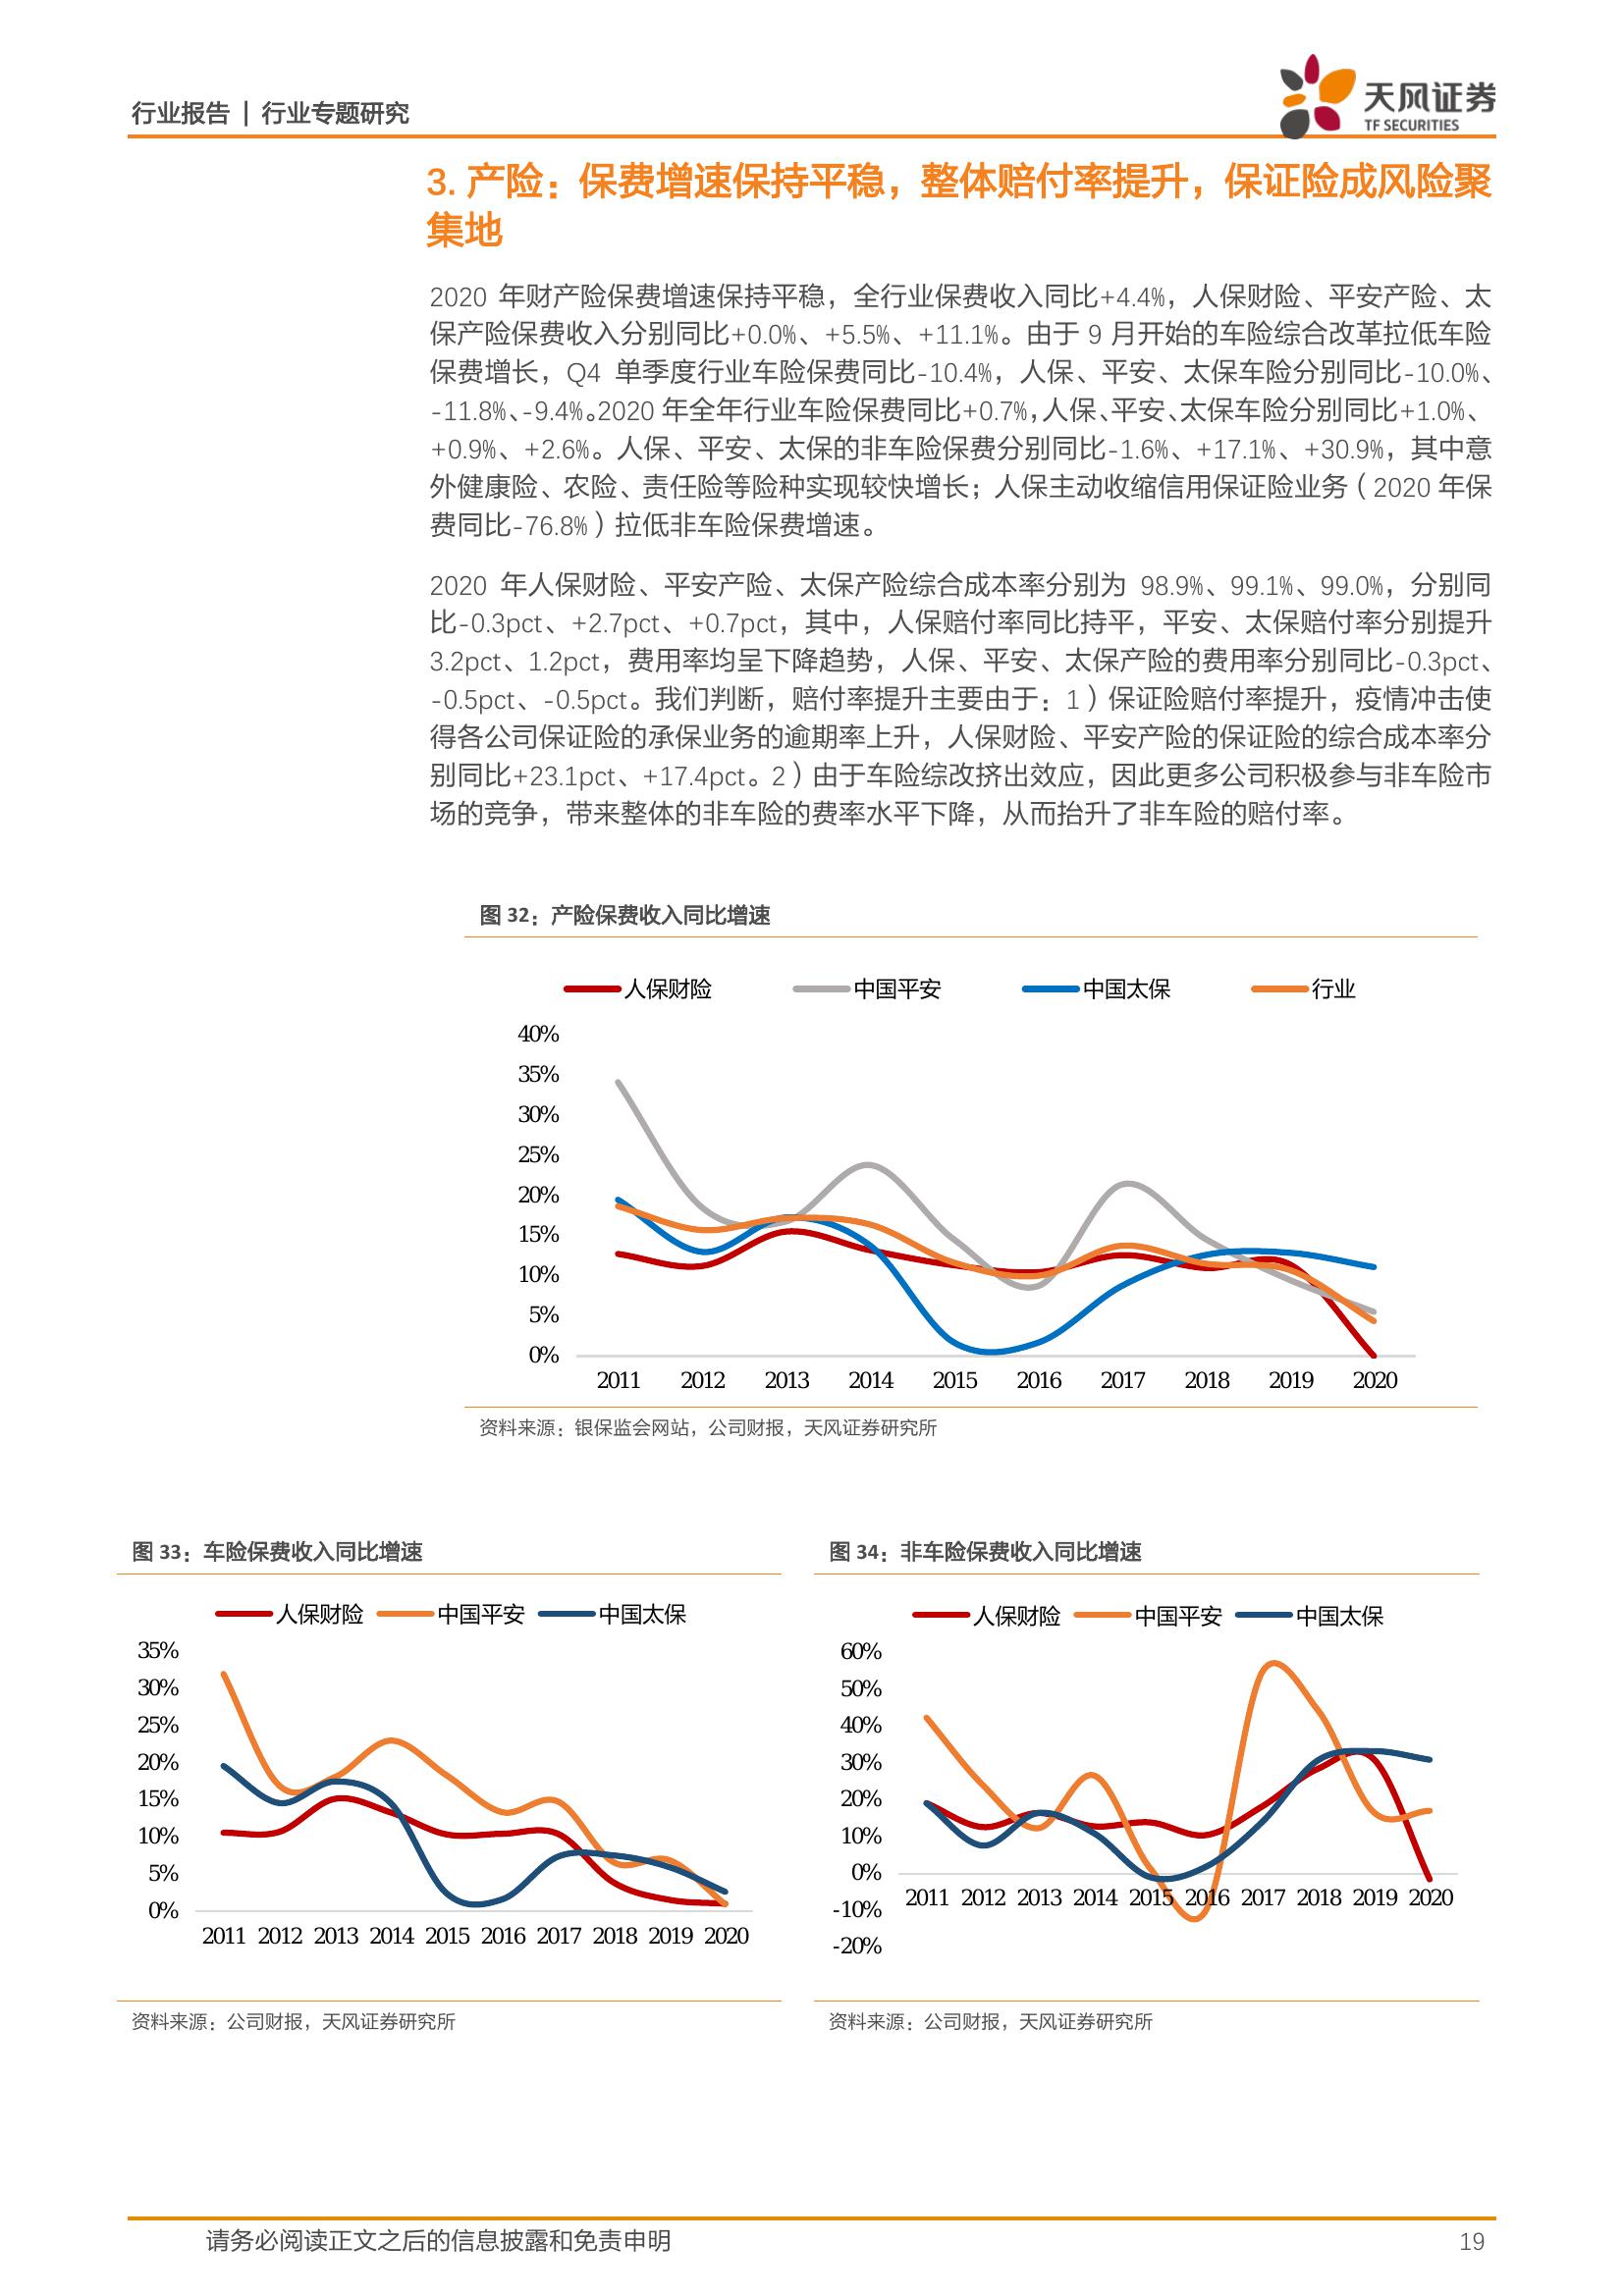 行业报告 | 行业专题研究
天风证券
TF SECURITIES
3. 产险：保费增速保持平稳，整体赔付率提升，保证险成风险聚
集地
2020 年财产险保费增速保持平稳，全行业保费收入同比+4.4%，人保财险、平安产险、太
保产险保费收入分别同比+0.0%、+5.5%、+11.1%。由于 9 月开始的车险综合改革拉低车险
保费增长，Q4 单季度行业车险保费同比-10.4%，人保、平安、太保车险分别同比-10.0%、
-11.8%、-9.4%。2020 年全年行业车险保费同比+0.7%，人保、平安、太保车险分别同比+1.0%、
+0.9%、+2.6%。人保、平安、太保的非车险保费分别同比-1.6%、+17.1%、+30.9%，其中意
外健康险、农险、责任险等险种实现较快增长；人保主动收缩信用保证险业务（2020 年保
费同比-76.8%）拉低非车险保费增速。
2020 年人保财险、平安产险、太保产险综合成本率分别为 98.9%、99.1%、99.0%，分别同
比-0.3pct、+2.7pct、+0.7pct，其中，人保赔付率同比持平，平安、太保赔付率分别提升
3.2pct、1.2pct，费用率均呈下降趋势，人保、平安、太保产险的费用率分别同比-0.3pct、
-0.5pct、-0.5pct。我们判断，赔付率提升主要由于：1）保证险赔付率提升，疫情冲击使
得各公司保证险的承保业务的逾期率上升，人保财险、平安产险的保证险的综合成本率分
别同比+23.1pct、+17.4pct。2）由于车险综改挤出效应，因此更多公司积极参与非车险市
场的竞争，带来整体的非车险的费率水平下降，从而抬升了非车险的赔付率。
图 32：产险保费收入同比增速
人保财险 中国平安 中国太保 行业
40%
35%
30%
25%
20%
15%
10%
5%
0%
2011 2012 2013 2014 2015 2016 2017 2018 2019 2020
资料来源：银保监会网站，公司财报，天风证券研究所
图 33：车险保费收入同比增速
人保财险 中国平安 中国太保
35%
30%
25%
20%
15%
10%
5%
0%
2011 2012 2013 2014 2015 2016 2017 2018 2019 2020
资料来源：公司财报，天风证券研究所
图 34：非车险保费收入同比增速
人保财险 中国平安 中国太保
60%
50%
40%
30%
20%
10%
0%
-10%
-20%
2011 2012 2013 2014 2015 2016 2017 2018 2019 2020
资料来源：公司财报，天风证券研究所
请务必阅读正文之后的信息披露和免责申明 19